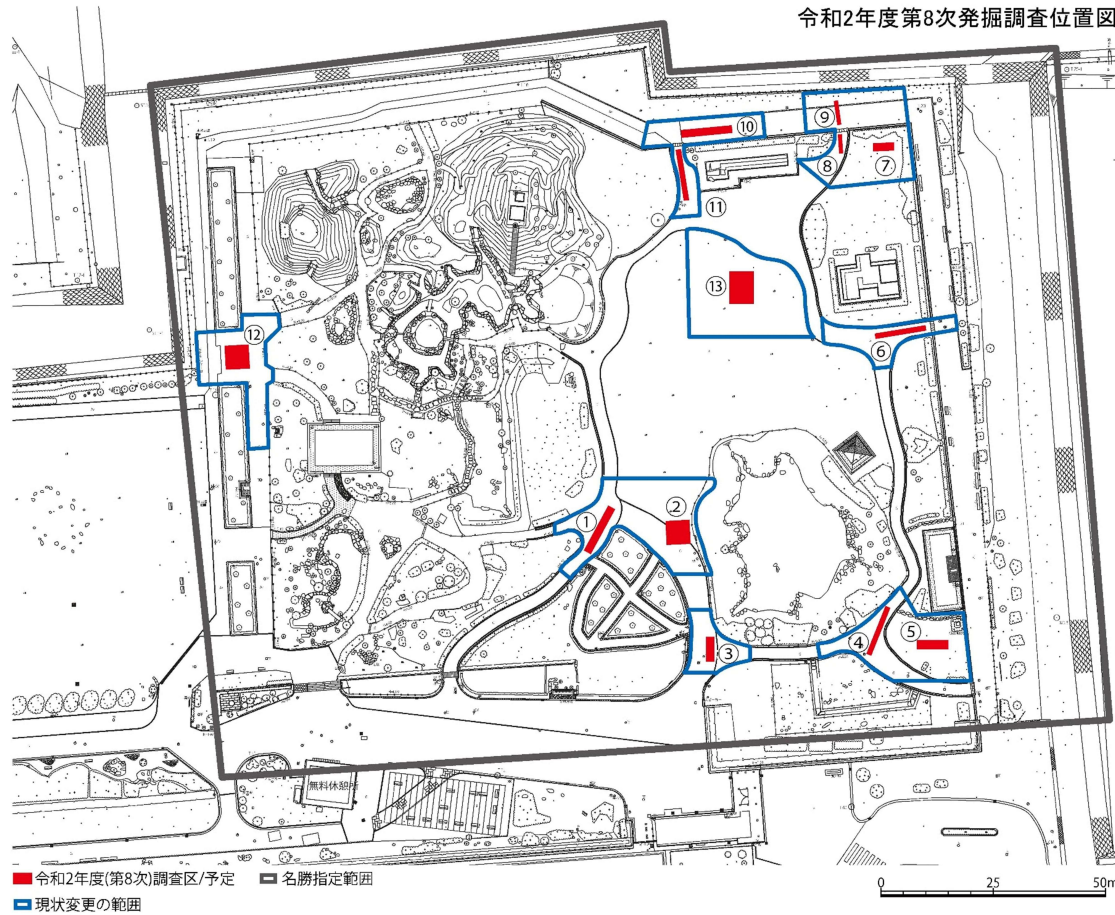 令和2年度第8次発掘調査位置図
⑨
⑩
⑧
⑦
⑪
⑬
⑫
⑥
①
②
③
④
⑤
無料休憩所
令和2年度(第8次)調査区/予定
名勝指定範囲
現状変更の範囲
0
25
50m